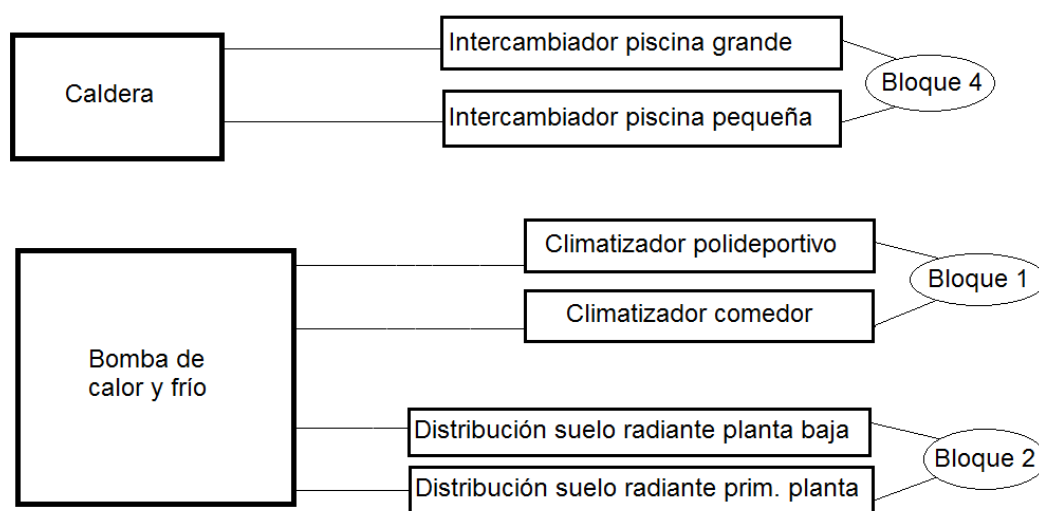 Caldera
Intercambiador piscina grande
Intercambiador piscina pequeña
Bloque 4
Bomba de
calor y frío
Climatizador polideportivo
Climatizador comedor
Bloque 1
Distribución suelo radiante planta baja
Distribución suelo radiante prim. planta
Bloque 2